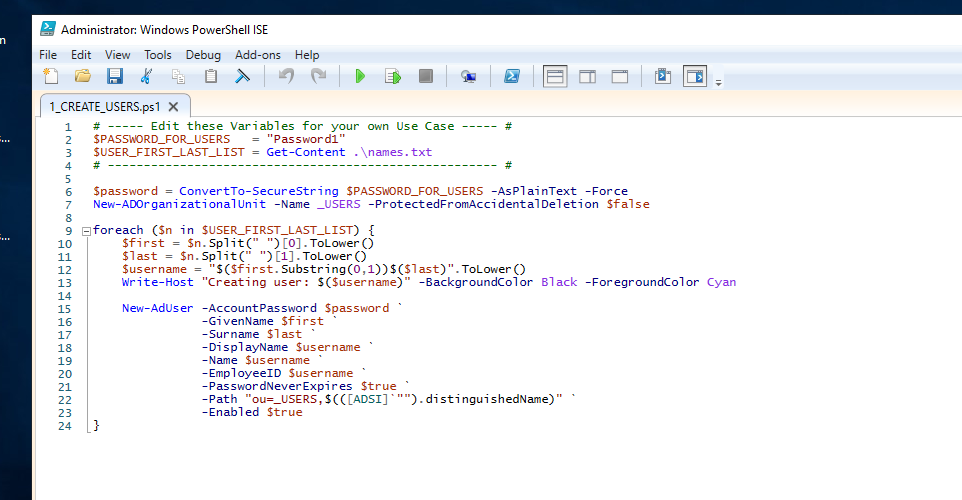 n
s...
s...
Administrator: Windows PowerShell ISE
File Edit View Tools Debug Add-ons Help
1_CREATE_USERS.ps1 X
1 # ----- Edit these Variables for your own Use Case ----- #
2 $PASSWORD_FOR_USERS   = "Password1"
3 $USER_FIRST_LAST_LIST = Get-Content .\names.txt
4 # ------------------------------------------------------ #
5
6 $password = ConvertTo-SecureString $PASSWORD_FOR_USERS -AsPlainText -Force
7 New-ADOrganizationalUnit -Name _USERS -ProtectedFromAccidentalDeletion $false
8
9 foreach ($n in $USER_FIRST_LAST_LIST) {
10     $first = $n.Split(" ")[0].ToLower()
11     $last = $n.Split(" ")[1].ToLower()
12     $username = "$($first.Substring(0,1))$($last)".ToLower()
13     Write-Host "Creating user: $($username)" -BackgroundColor Black -ForegroundColor Cyan
14
15     New-AdUser -AccountPassword $password `
16                -GivenName $first `
17                -Surname $last `
18                -DisplayName $username `
19                -Name $username `
20                -EmployeeID $username `
21                -PasswordNeverExpires $true `
22                -Path "ou=_USERS,$(([ADSI]`"").distinguishedName)" `
23                -Enabled $true
24 }